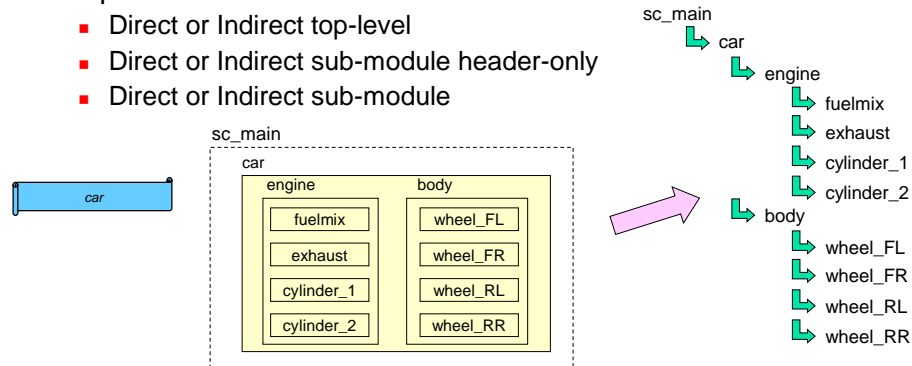 Direct or Indirect top-level
Direct or Indirect sub-module header-only
Direct or Indirect sub-module
sc_main
car
car
engine
body
fuelmix
wheel_FL
exhaust
wheel_FR
cylinder_1
wheel_RL
cylinder_2
wheel_RR
sc_main
car
engine
fuelmix
exhaust
cylinder_1
cylinder_2
body
wheel_FL
wheel_FR
wheel_RL
wheel_RR